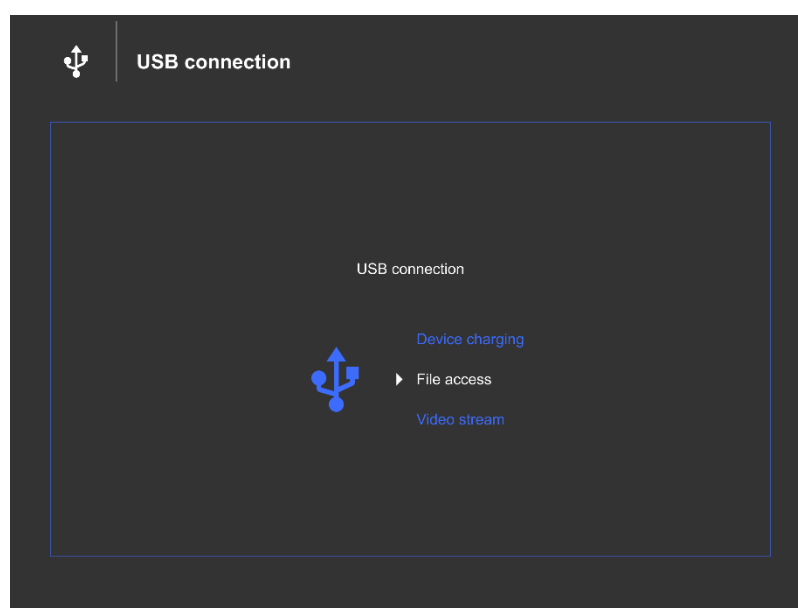 USB connection
USB connection
Device charging
File access
Video stream